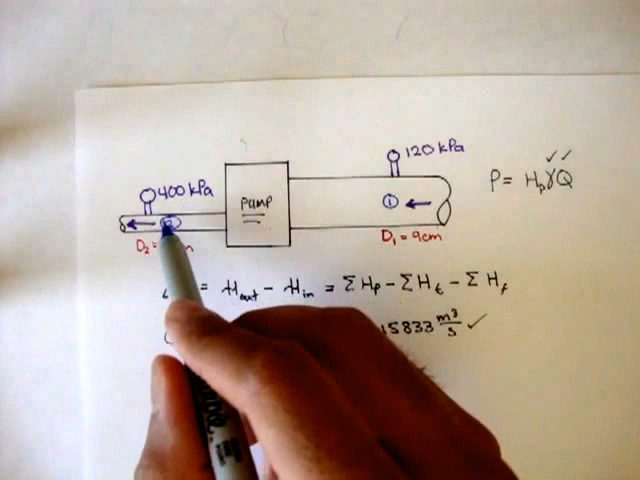 120 kPa
400 kPa
P = HpγQ
①
pump
②
D₁ = 9cm
D₂ =
= Hout - Hin = ΣHp - ΣHt - ΣHf
15833 m³/s